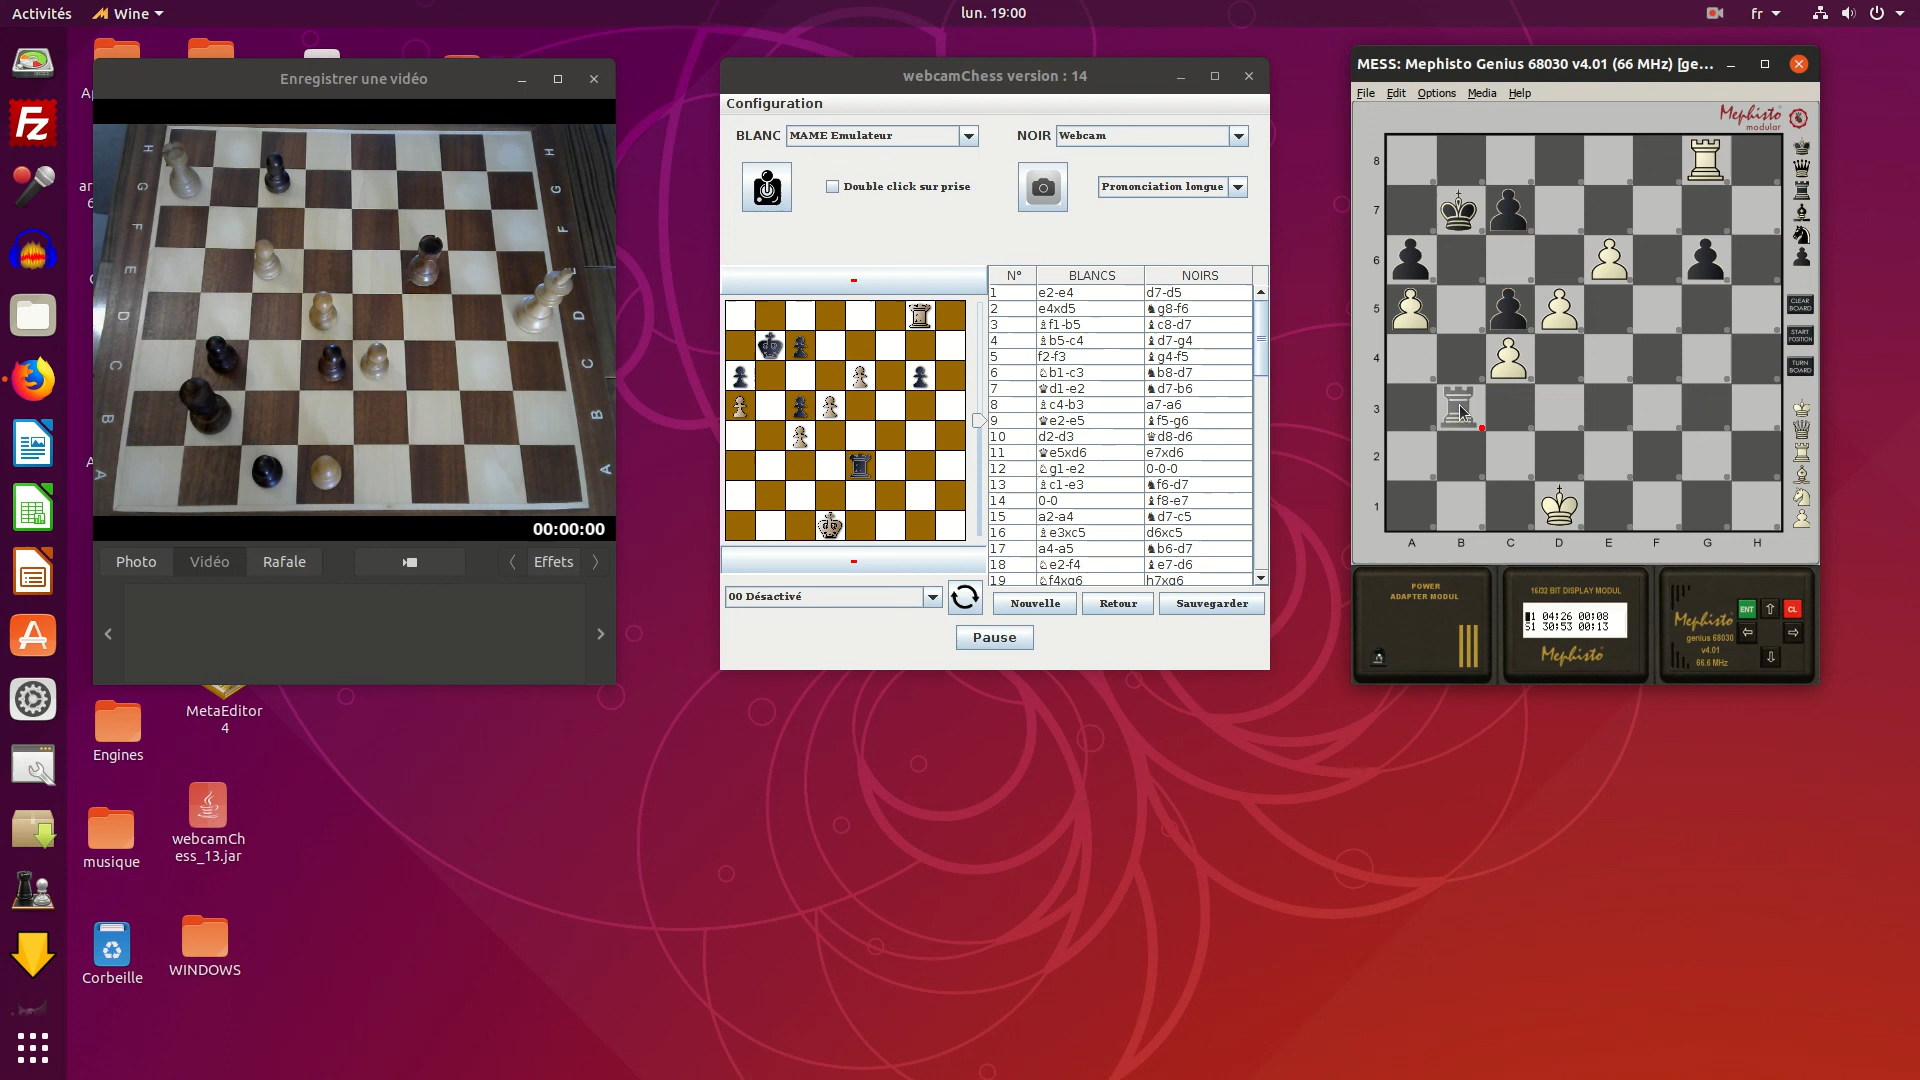 Activités
Wine
lun. 19:00
fr
Enregistrer une vidéo
H
G
F
E
D
C
B
A
H
G
F
D
C
B
A
00:00:00
Photo
Vidéo
Rafale
Effets
webcamChess version : 14
Configuration
BLANC
MAME Emulateur
NOIR
Webcam
Double click sur prise
Prononciation longue
N°
BLANCS
NOIRS
1 e2-e4 d7-d5
2 e4xd5 ♞g8-f6
3 ♗f1-b5 ♝c8-d7
4 ♗b5-c4 ♝d7-g4
5 f2-f3 ♝g4-f5
6 ♘b1-c3 ♞b8-d7
7 ♛d1-e2 ♞d7-b6
8 ♗c4-b3 a7-a6
9 ♛e2-e5 ♝f5-g6
10 d2-d3 ♛d8-d6
11 ♛e5xd6 e7xd6
12 ♘g1-e2 0-0-0
13 ♗c1-e3 ♞f6-d7
14 0-0 ♝f8-e7
15 a2-a4 ♞d7-c5
16 ♗e3xc5 d6xc5
17 a4-a5 ♞b6-d7
18 ♘e2-f4 ♝e7-d6
19 ♘f4xg6 h7xg6
00 Désactivé
Nouvelle
Retour
Sauvegarder
Pause
MESS: Mephisto Genius 68030 v4.01 (66 MHz) [ge...
File
Edit
Options
Media
Help
Mephisto
modular
8
7
6
5
4
3
2
1
A
B
C
D
E
F
G
H
CLEAR
BOARD
START
POSITION
TURN
BOARD
POWER
ADAPTER MODUL
16/32 BIT DISPLAY MODUL
1 04:26 00:08
S1 30:53 00:13
Mephisto
Mephisto
genius 68030
v4.01
66.6 MHz
ENT
CL
MetaEditor
4
Engines
webcamCh
ess_13.jar
musique
Corbeille
WINDOWS